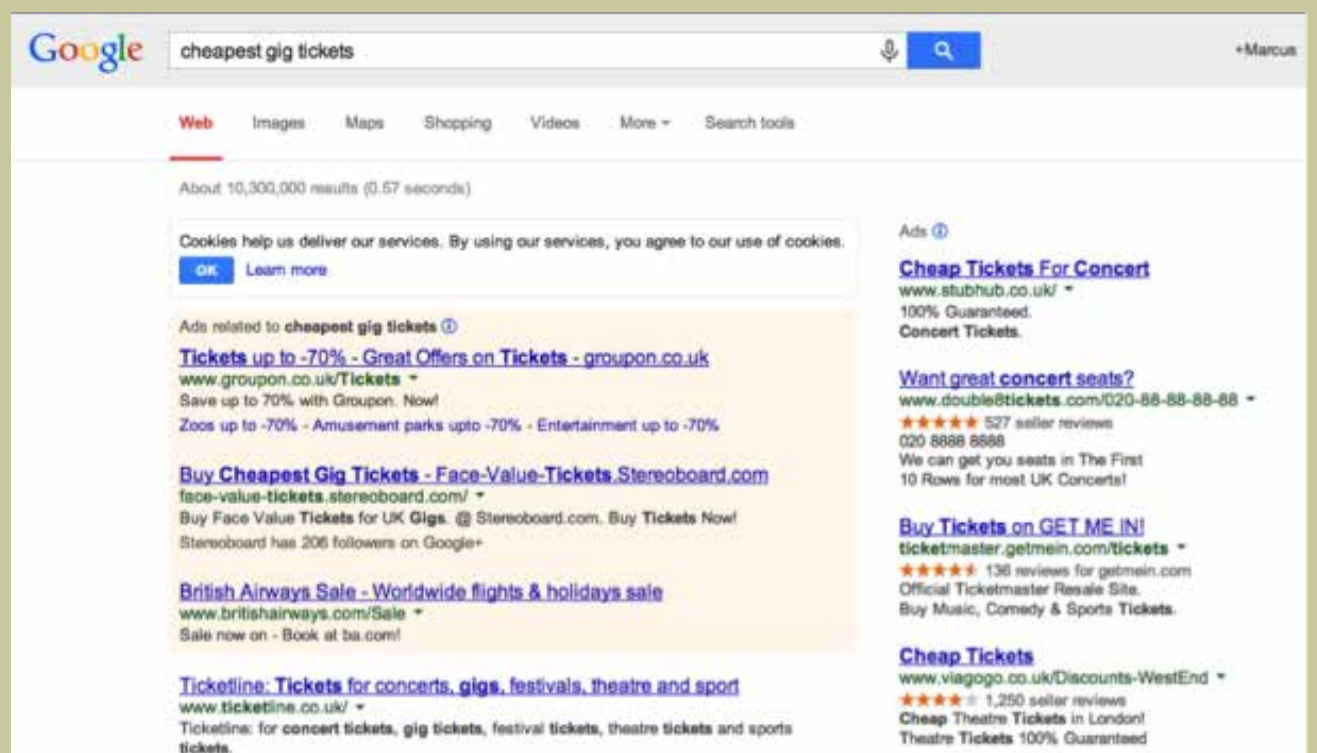 Google
cheapest gig tickets
+Marcus
Web Images Maps Shopping Videos More Search tools
About 10,300,000 results (0.57 seconds)
Cookies help us deliver our services. By using our services, you agree to our use of cookies.
OK Learn more
Ads related to cheapest gig tickets
Tickets up to -70% - Great Offers on Tickets - groupon.co.uk
www.groupon.co.uk/Tickets
Save up to 70% with Groupon. Now!
Zoos up to -70% - Amusement parks upto -70% - Entertainment up to -70%
Buy Cheapest Gig Tickets - Face-Value-Tickets.Stereoboard.com
face-value-tickets.stereoboard.com/
Buy Face Value Tickets for UK Gigs. @ Stereoboard.com. Buy Tickets Now!
Stereoboard has 206 followers on Google+
British Airways Sale - Worldwide flights & holidays sale
www.britishairways.com/Sale
Sale now on - Book at ba.com!
Ticketline: Tickets for concerts, gigs, festivals, theatre and sport
www.ticketline.co.uk/
Ticketline: for concert tickets, gig tickets, festival tickets, theatre tickets and sports
tickets.
Ads
Cheap Tickets For Concert
www.stubhub.co.uk/
100% Guaranteed.
Concert Tickets.
Want great concert seats?
www.double8tickets.com/020-88-88-88-88
527 seller reviews
020 8888 8888
We can get you seats in The First
10 Rows for most UK Concerts!
Buy Tickets on GET ME IN!
ticketmaster.getmein.com/tickets
136 reviews for getmein.com
Official Ticketmaster Resale Site.
Buy Music, Comedy & Sports Tickets.
Cheap Tickets
www.viagogo.co.uk/Discounts-WestEnd
1,250 seller reviews
Cheap Theatre Tickets in London!
Theatre Tickets 100% Guaranteed